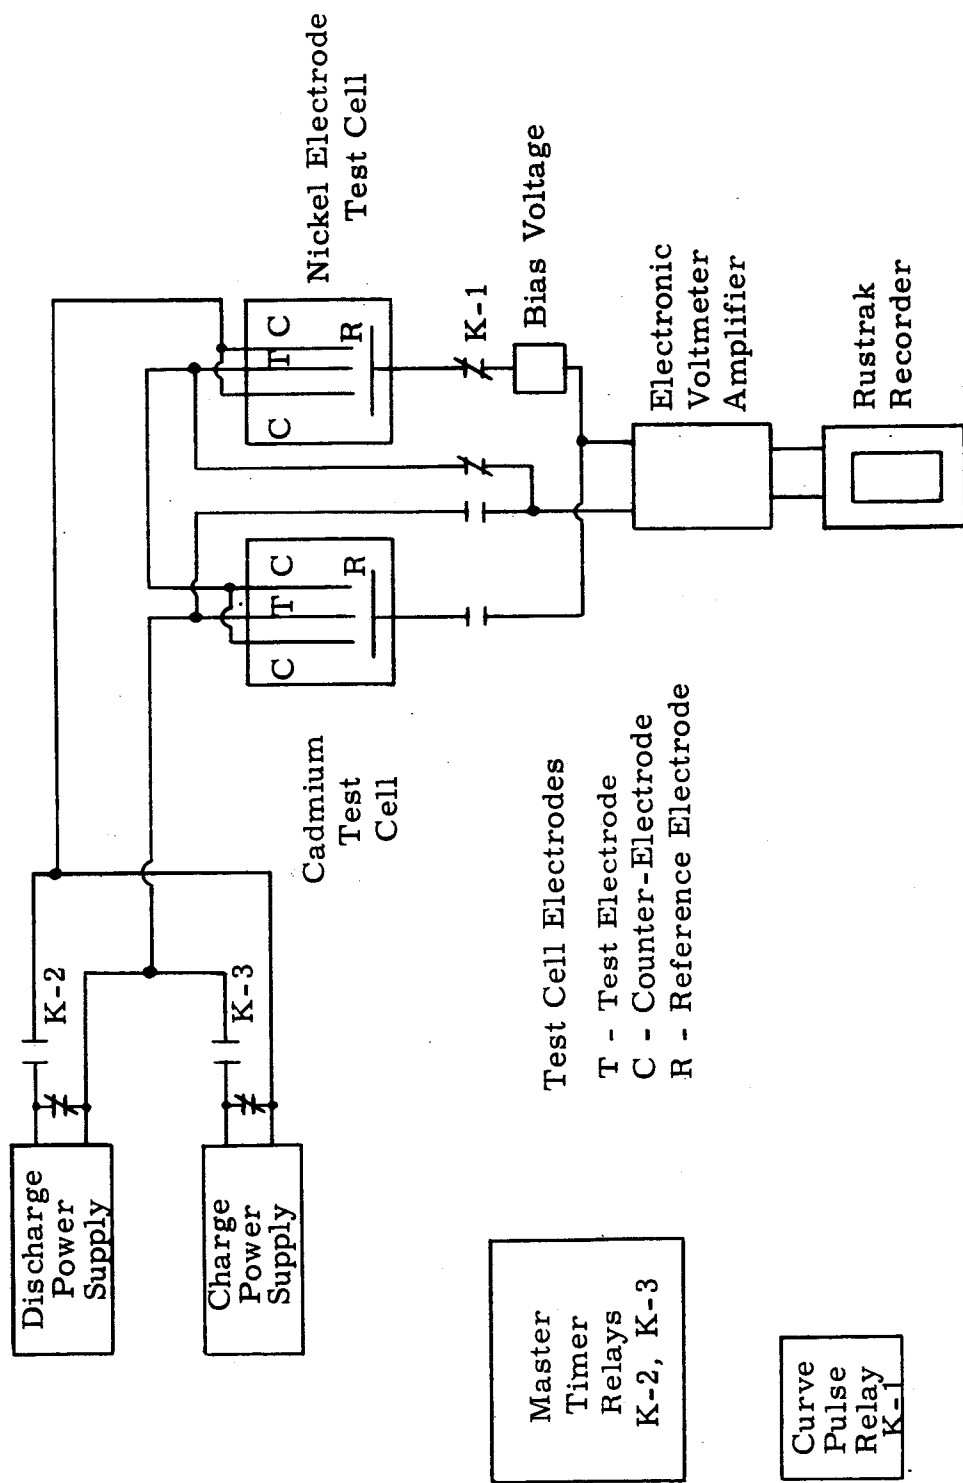 Discharge
Power
Supply
K-2
Charge
Power
Supply
K-3
Cadmium
Test
Cell
C
T
C
R
Nickel Electrode
Test Cell
C
T
C
R
K-1
Bias Voltage
Electronic
Voltmeter
Amplifier
Rustrak
Recorder
Test Cell Electrodes
T - Test Electrode
C - Counter-Electrode
R - Reference Electrode
Master
Timer
Relays
K-2, K-3
Curve
Pulse
Relay
K-1